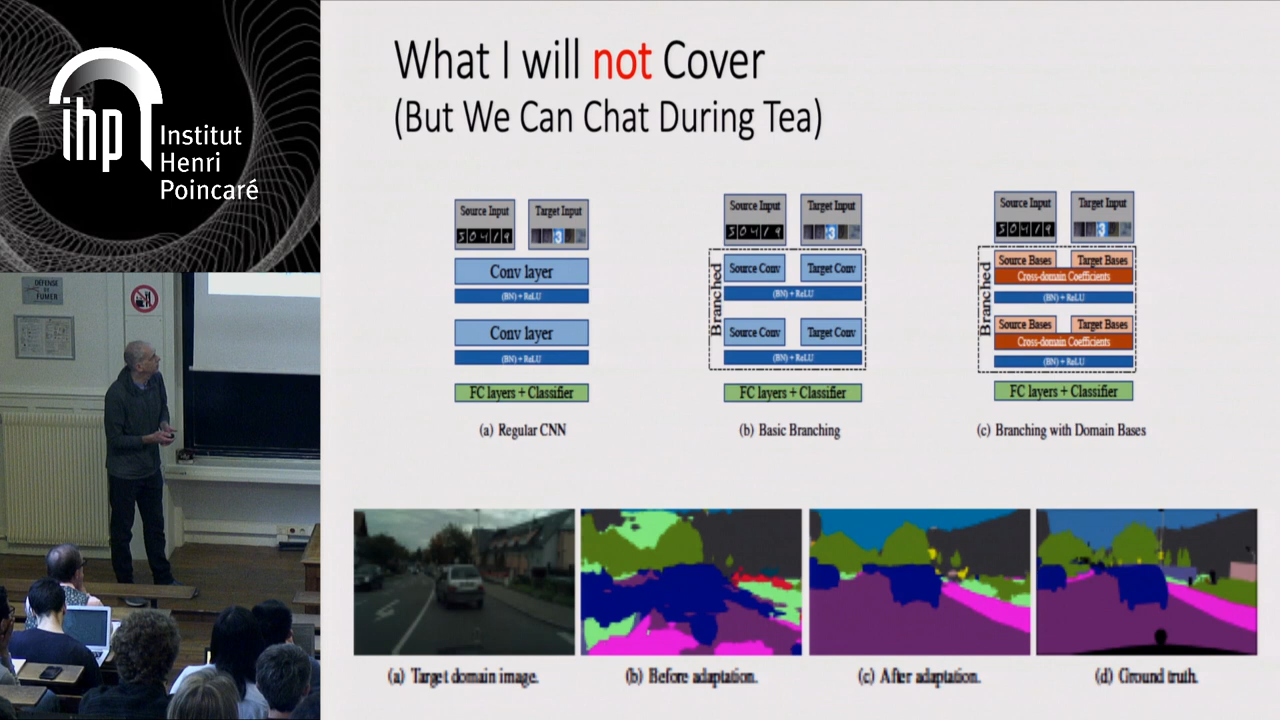 ihp Institut
Henri
Poincaré
DÉFENSE DE
FUMER
What I will not Cover
(But We Can Chat During Tea)
Source Input
Target Input
Conv layer
(BN) + ReLU
Conv layer
(BN) + ReLU
FC layers + Classifier
(a) Regular CNN
Source Input
Target Input
Branched
Source Conv
Target Conv
(BN) + ReLU
Source Conv
Target Conv
(BN) + ReLU
FC layers + Classifier
(b) Basic Branching
Source Input
Target Input
Branched
Source Bases
Target Bases
Cross-domain Coefficients
(BN) + ReLU
Source Bases
Target Bases
Cross-domain Coefficients
(BN) + ReLU
FC layers + Classifier
(c) Branching with Domain Bases
(a) Target domain image.
(b) Before adaptation.
(c) After adaptation.
(d) Ground truth.